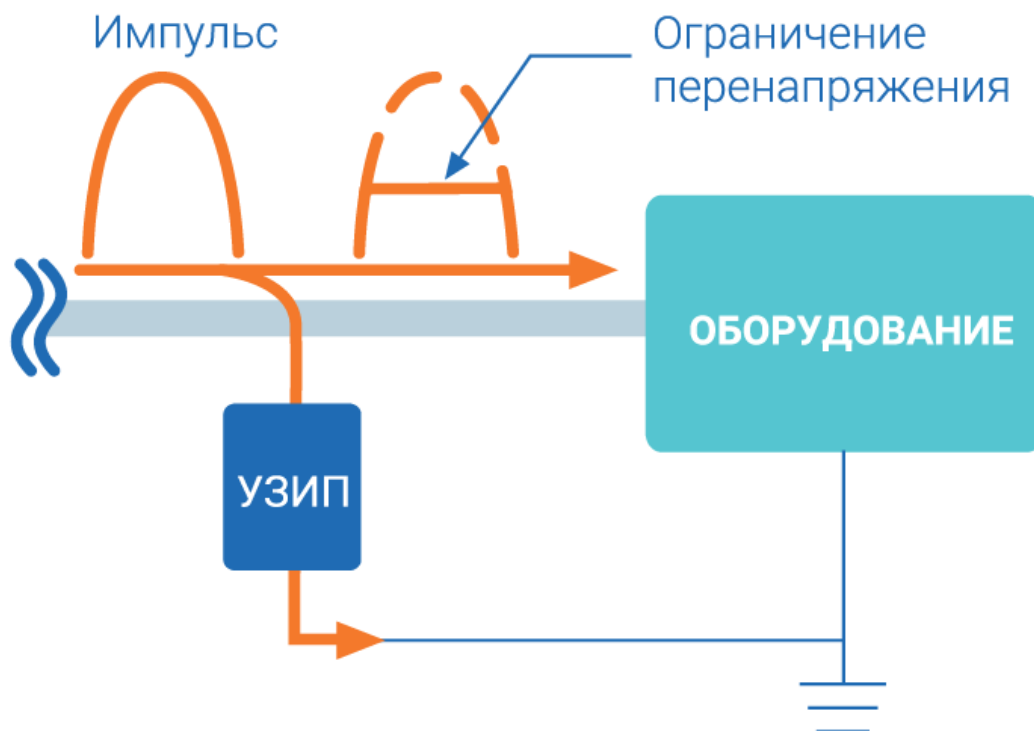 Импульс
Ограничение
перенапряжения
ОБОРУДОВАНИЕ
УЗИП